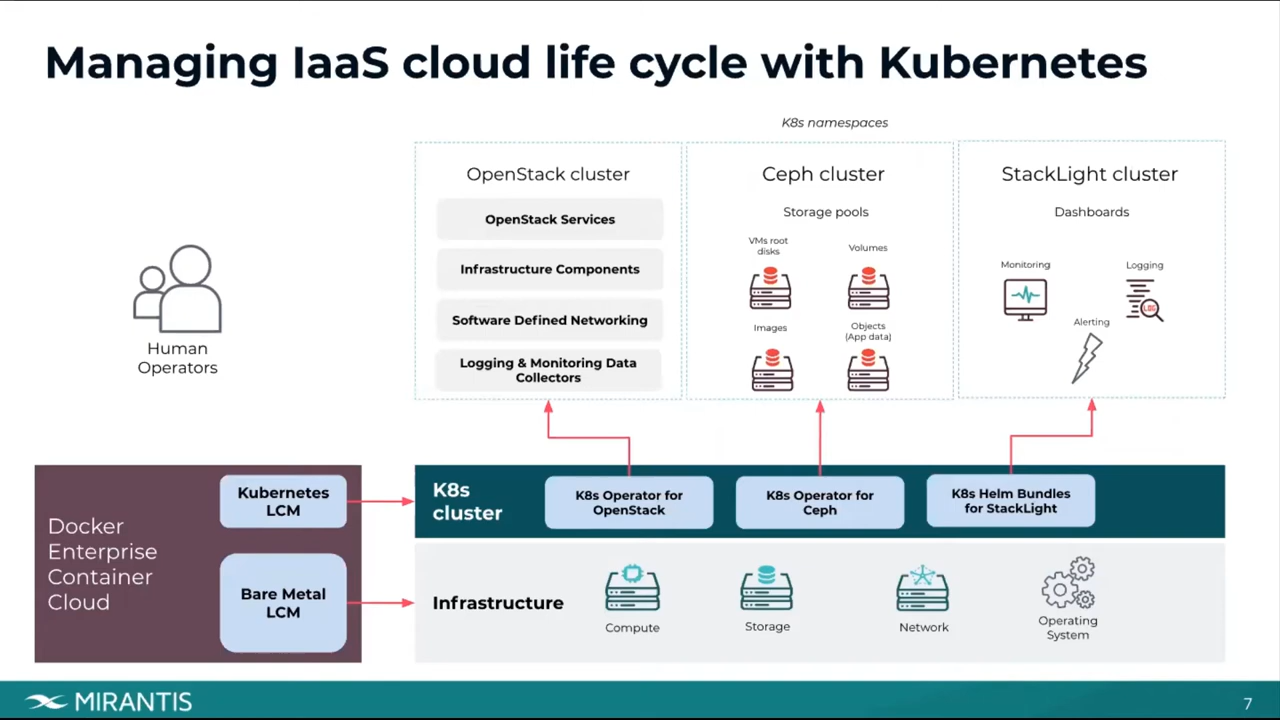 Managing IaaS cloud life cycle with Kubernetes
K8s namespaces
OpenStack cluster
OpenStack Services
Infrastructure Components
Software Defined Networking
Logging & Monitoring Data
Collectors
Ceph cluster
Storage pools
VMs root
disks
Volumes
Images
Objects
(App data)
StackLight cluster
Dashboards
Monitoring
Logging
LOG
Alerting
Human
Operators
Docker
Enterprise
Container
Cloud
Kubernetes
LCM
Bare Metal
LCM
K8s
cluster
K8s Operator for
OpenStack
K8s Operator for
Ceph
K8s Helm Bundles
for StackLight
Infrastructure
Compute
Storage
Network
Operating
System
MIRANTIS
7